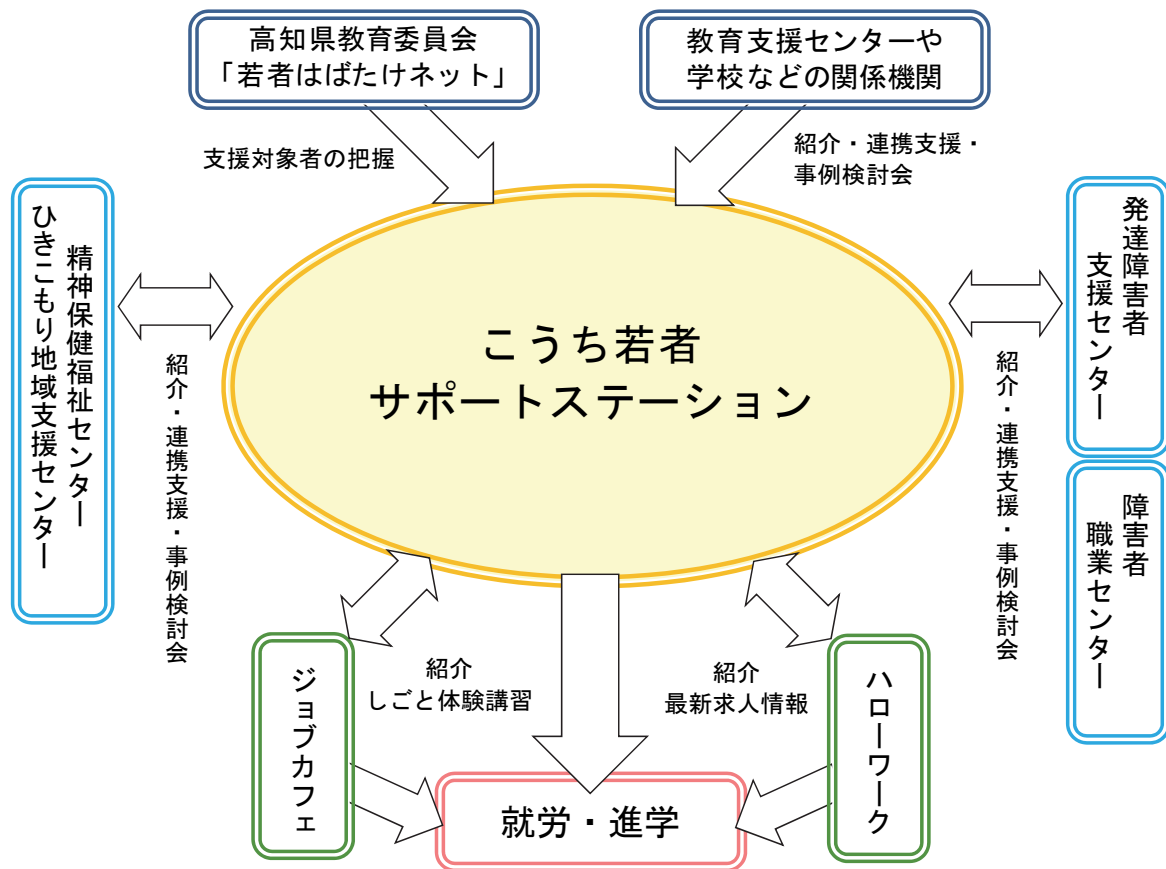 高知県教育委員会
「若者はばたけネット」
教育支援センターや
学校などの関係機関
支援対象者の把握
紹介・連携支援・
事例検討会
精神保健福祉センター
ひきこもり地域支援センター
紹介・連携支援・事例検討会
こうち若者
サポートステーション
紹介・連携支援・事例検討会
発達障害者
支援センター
障害者
職業センター
ジョブカフェ
紹介
しごと体験講習
紹介
最新求人情報
ハローワーク
就労・進学